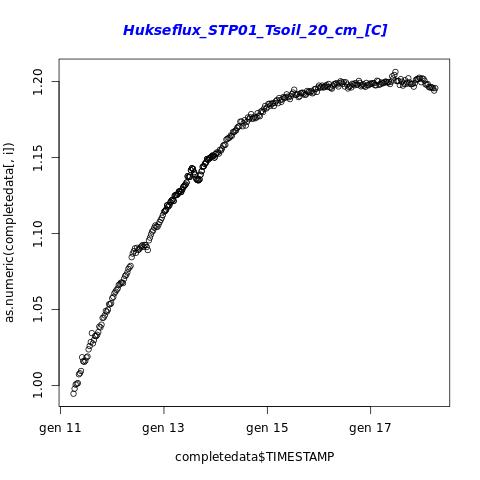 Hukseflux_STP01_Tsoil_20_cm_[C]
as.numeric(completedata[, i])
1.20
1.15
1.10
1.05
1.00
gen 11
gen 13
gen 15
gen 17
completedata$TIMESTAMP